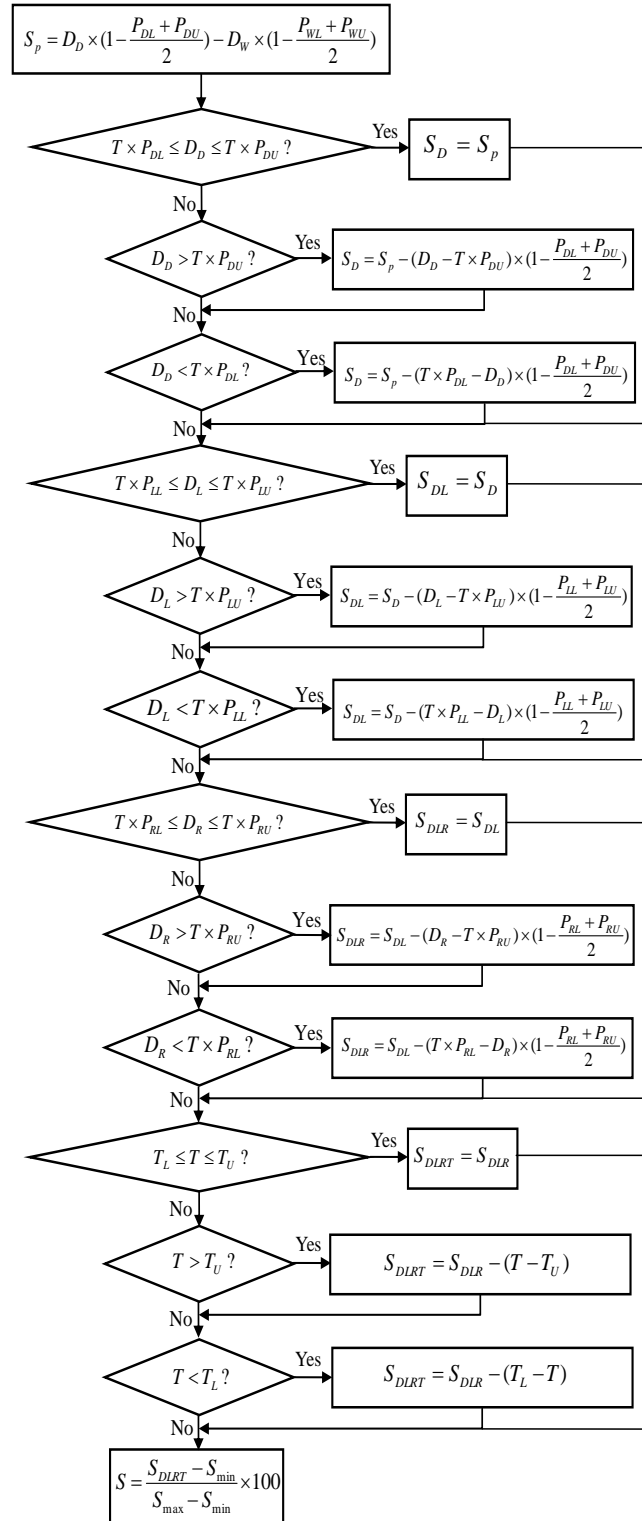 S_p = D_D × (1 - (P_DL + P_DU)/2) - D_W × (1 - (P_WL + P_WU)/2)
T × P_DL ≤ D_D ≤ T × P_DU ?
Yes
S_D = S_p
No
D_D > T × P_DU ?
Yes
S_D = S_p - (D_D - T × P_DU) × (1 - (P_DL + P_DU)/2)
No
D_D < T × P_DL ?
Yes
S_D = S_p - (T × P_DL - D_D) × (1 - (P_DL + P_DU)/2)
No
T × P_LL ≤ D_L ≤ T × P_LU ?
Yes
S_DL = S_D
No
D_L > T × P_LU ?
Yes
S_DL = S_D - (D_L - T × P_LU) × (1 - (P_LL + P_LU)/2)
No
D_L < T × P_LL ?
Yes
S_DL = S_D - (T × P_LL - D_L) × (1 - (P_LL + P_LU)/2)
No
T × P_RL ≤ D_R ≤ T × P_RU ?
Yes
S_DLR = S_DL
No
D_R > T × P_RU ?
Yes
S_DLR = S_DL - (D_R - T × P_RU) × (1 - (P_RL + P_RU)/2)
No
D_R < T × P_RL ?
Yes
S_DLR = S_DL - (T × P_RL - D_R) × (1 - (P_RL + P_RU)/2)
No
T_L ≤ T ≤ T_U ?
Yes
S_DLRT = S_DLR
No
T > T_U ?
Yes
S_DLRT = S_DLR - (T - T_U)
No
T < T_L ?
Yes
S_DLRT = S_DLR - (T_L - T)
No
S = (S_DLRT - S_min)/(S_max - S_min) × 100